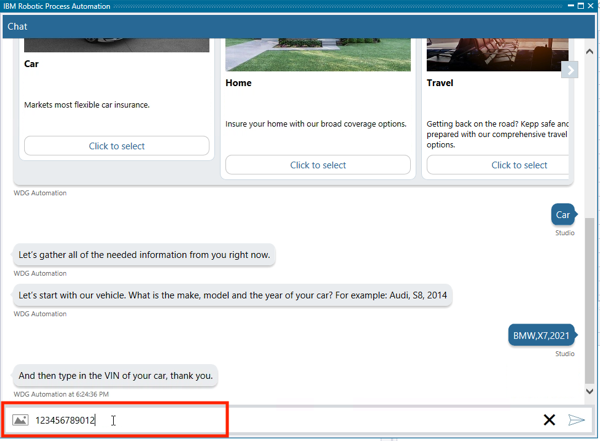 IBM Robotic Process Automation
Chat
Car
Markets most flexible car insurance.
Click to select
Home
Insure your home with our broad coverage options.
Click to select
Travel
Getting back on the road? Kepp safe and
prepared with our comprehensive travel
options.
Click to select
WDG Automation
Car
Studio
Let's gather all of the needed information from you right now.
WDG Automation
Let's start with our vehicle. What is the make, model and the year of your car? For example: Audi, S8, 2014
WDG Automation
BMW,X7,2021
Studio
And then type in the VIN of your car, thank you.
WDG Automation at 6:24:36 PM
123456789012